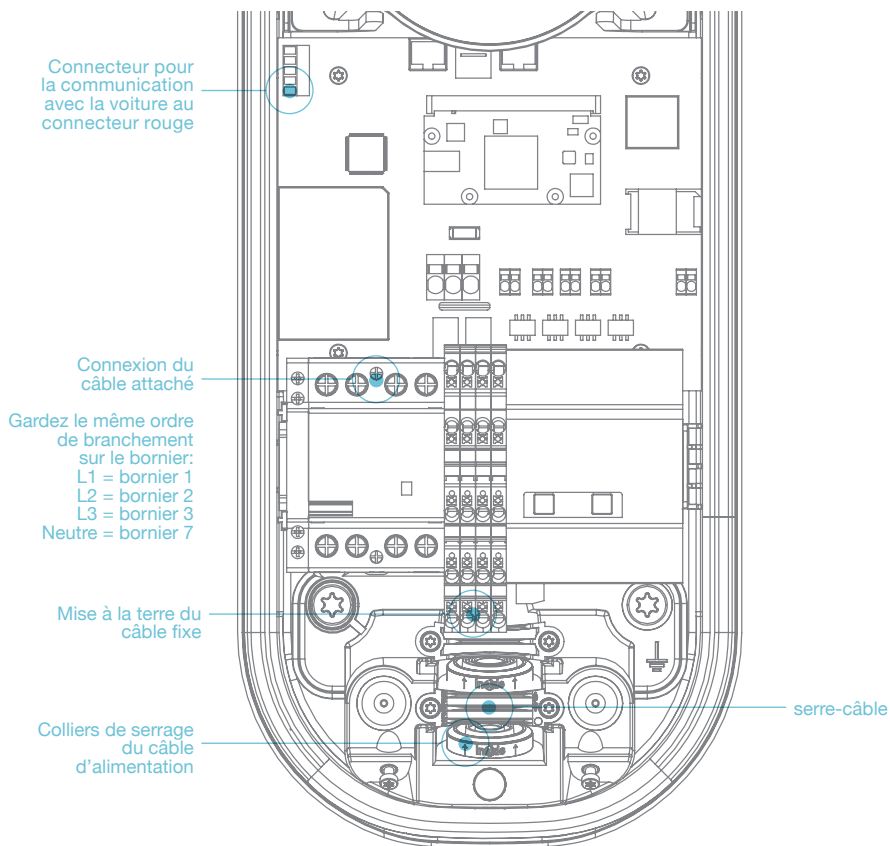 Connecteur pour
la communication
avec la voiture au
connecteur rouge
Connexion du
câble attaché
Gardez le même ordre
de branchement
sur le bornier:
L1 = bornier 1
L2 = bornier 2
L3 = bornier 3
Neutre = bornier 7
Mise à la terre du
câble fixe
serre-câble
Colliers de serrage
du câble
d’alimentation